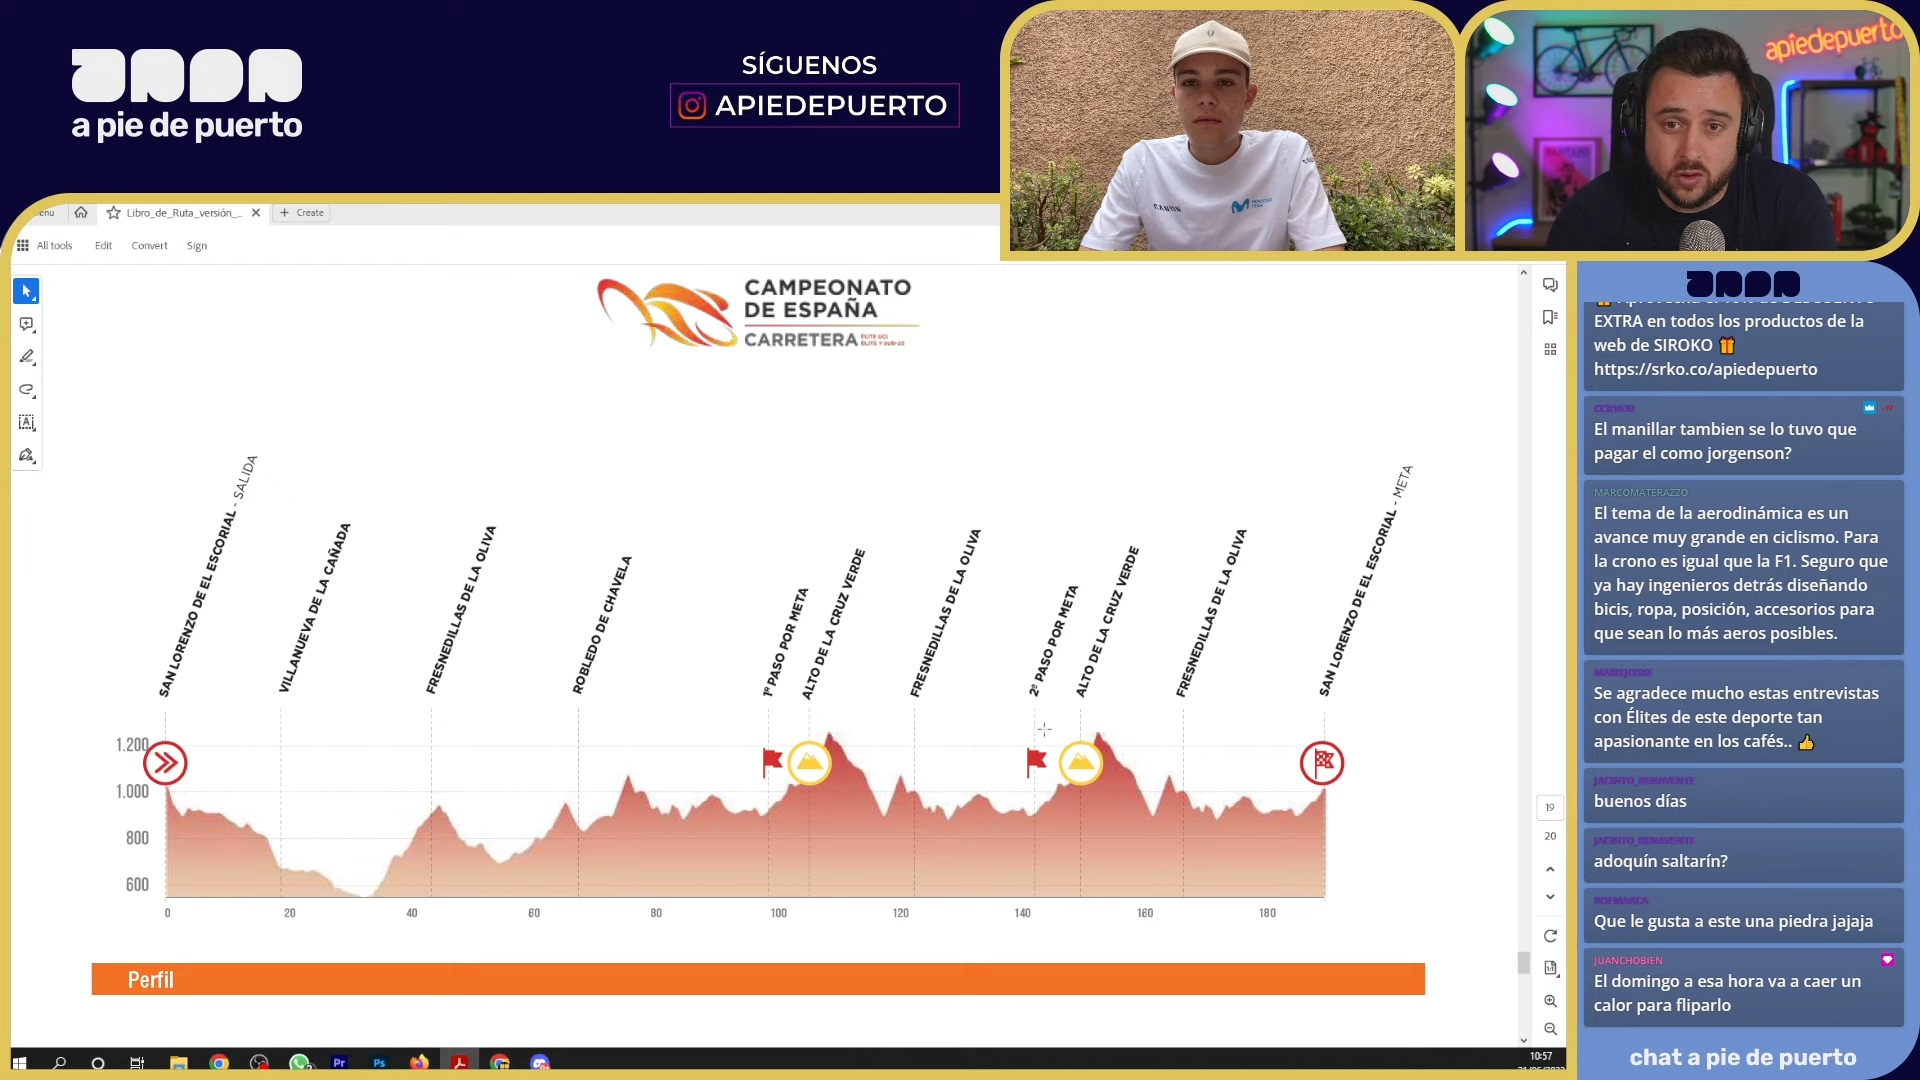 a pie de puerto
SÍGUENOS
APIEDEPUERTO
apiedepuerto
CANYON
Libro_de_Ruta_versión_...
Create
All tools
Edit
Convert
Sign
CAMPEONATO
DE ESPAÑA
CARRETERA
ÉLITE UCI
ÉLITE Y SUB-23
SAN LORENZO DE EL ESCORIAL - SALIDA
VILLANUEVA DE LA CAÑADA
FRESNEDILLAS DE LA OLIVA
ROBLEDO DE CHAVELA
1º PASO POR META
ALTO DE LA CRUZ VERDE
FRESNEDILLAS DE LA OLIVA
2º PASO POR META
ALTO DE LA CRUZ VERDE
FRESNEDILLAS DE LA OLIVA
SAN LORENZO DE EL ESCORIAL - META
1.200
1.000
800
600
0
20
40
60
80
100
120
140
160
180
Perfil
19
20
10:57
EXTRA en todos los productos de la
web de SIROKO
https://srko.co/apiedepuerto
El manillar tambien se lo tuvo que
pagar el como jorgenson?
MARCOMATERAZZO
El tema de la aerodinámica es un
avance muy grande en ciclismo. Para
la crono es igual que la F1. Seguro que
ya hay ingenieros detrás diseñando
bicis, ropa, posición, accesorios para
que sean lo más aeros posibles.
Se agradece mucho estas entrevistas
con Élites de este deporte tan
apasionante en los cafés..
JACINTO_BENAVENTE
buenos días
JACINTO_BENAVENTE
adoquín saltarín?
Que le gusta a este una piedra jajaja
JUANCHOBIEN
El domingo a esa hora va a caer un
calor para fliparlo
chat a pie de puerto